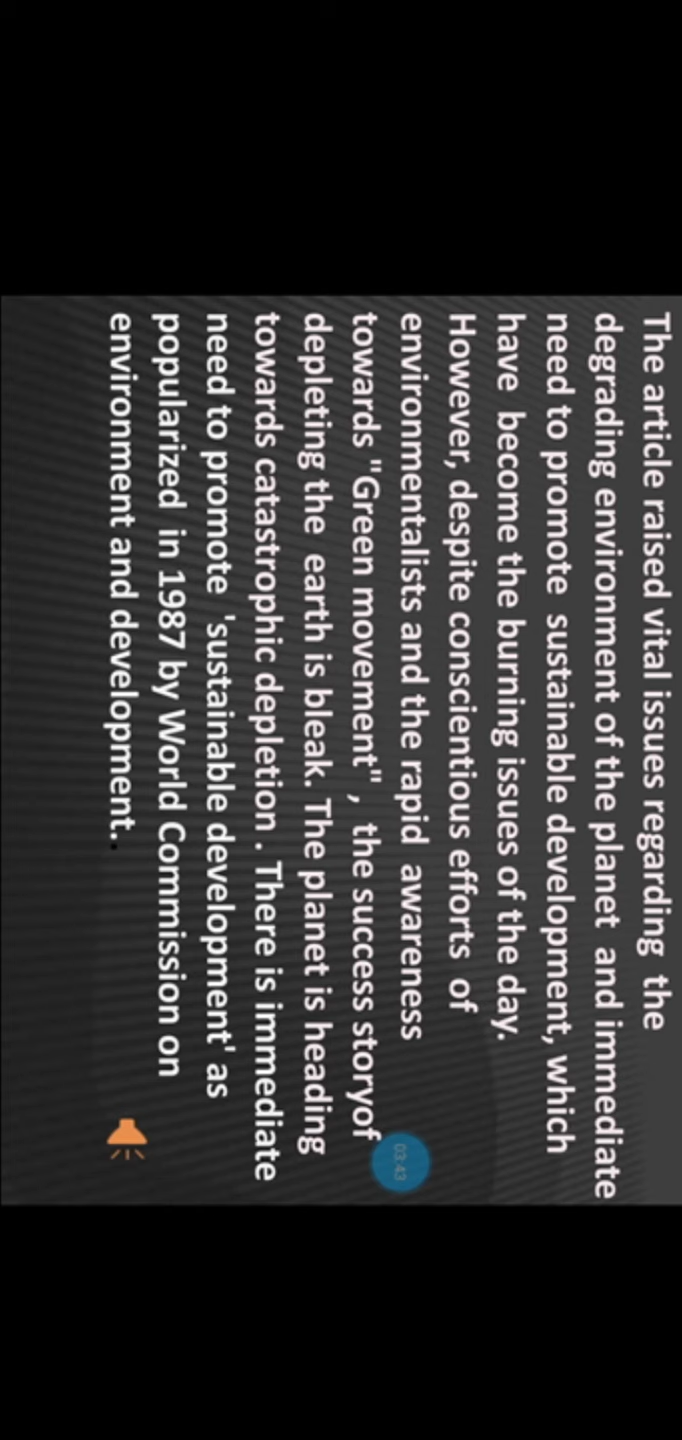 The article raised vital issues regarding the
degrading environment of the planet and immediate
need to promote sustainable development, which
have become the burning issues of the day.
However, despite conscientious efforts of
environmentalists and the rapid awareness
towards "Green movement" , the success storyof
depleting the earth is bleak. The planet is heading
towards catastrophic depletion . There is immediate
need to promote 'sustainable development' as
popularized in 1987 by World Commission on
environment and development..
03:43